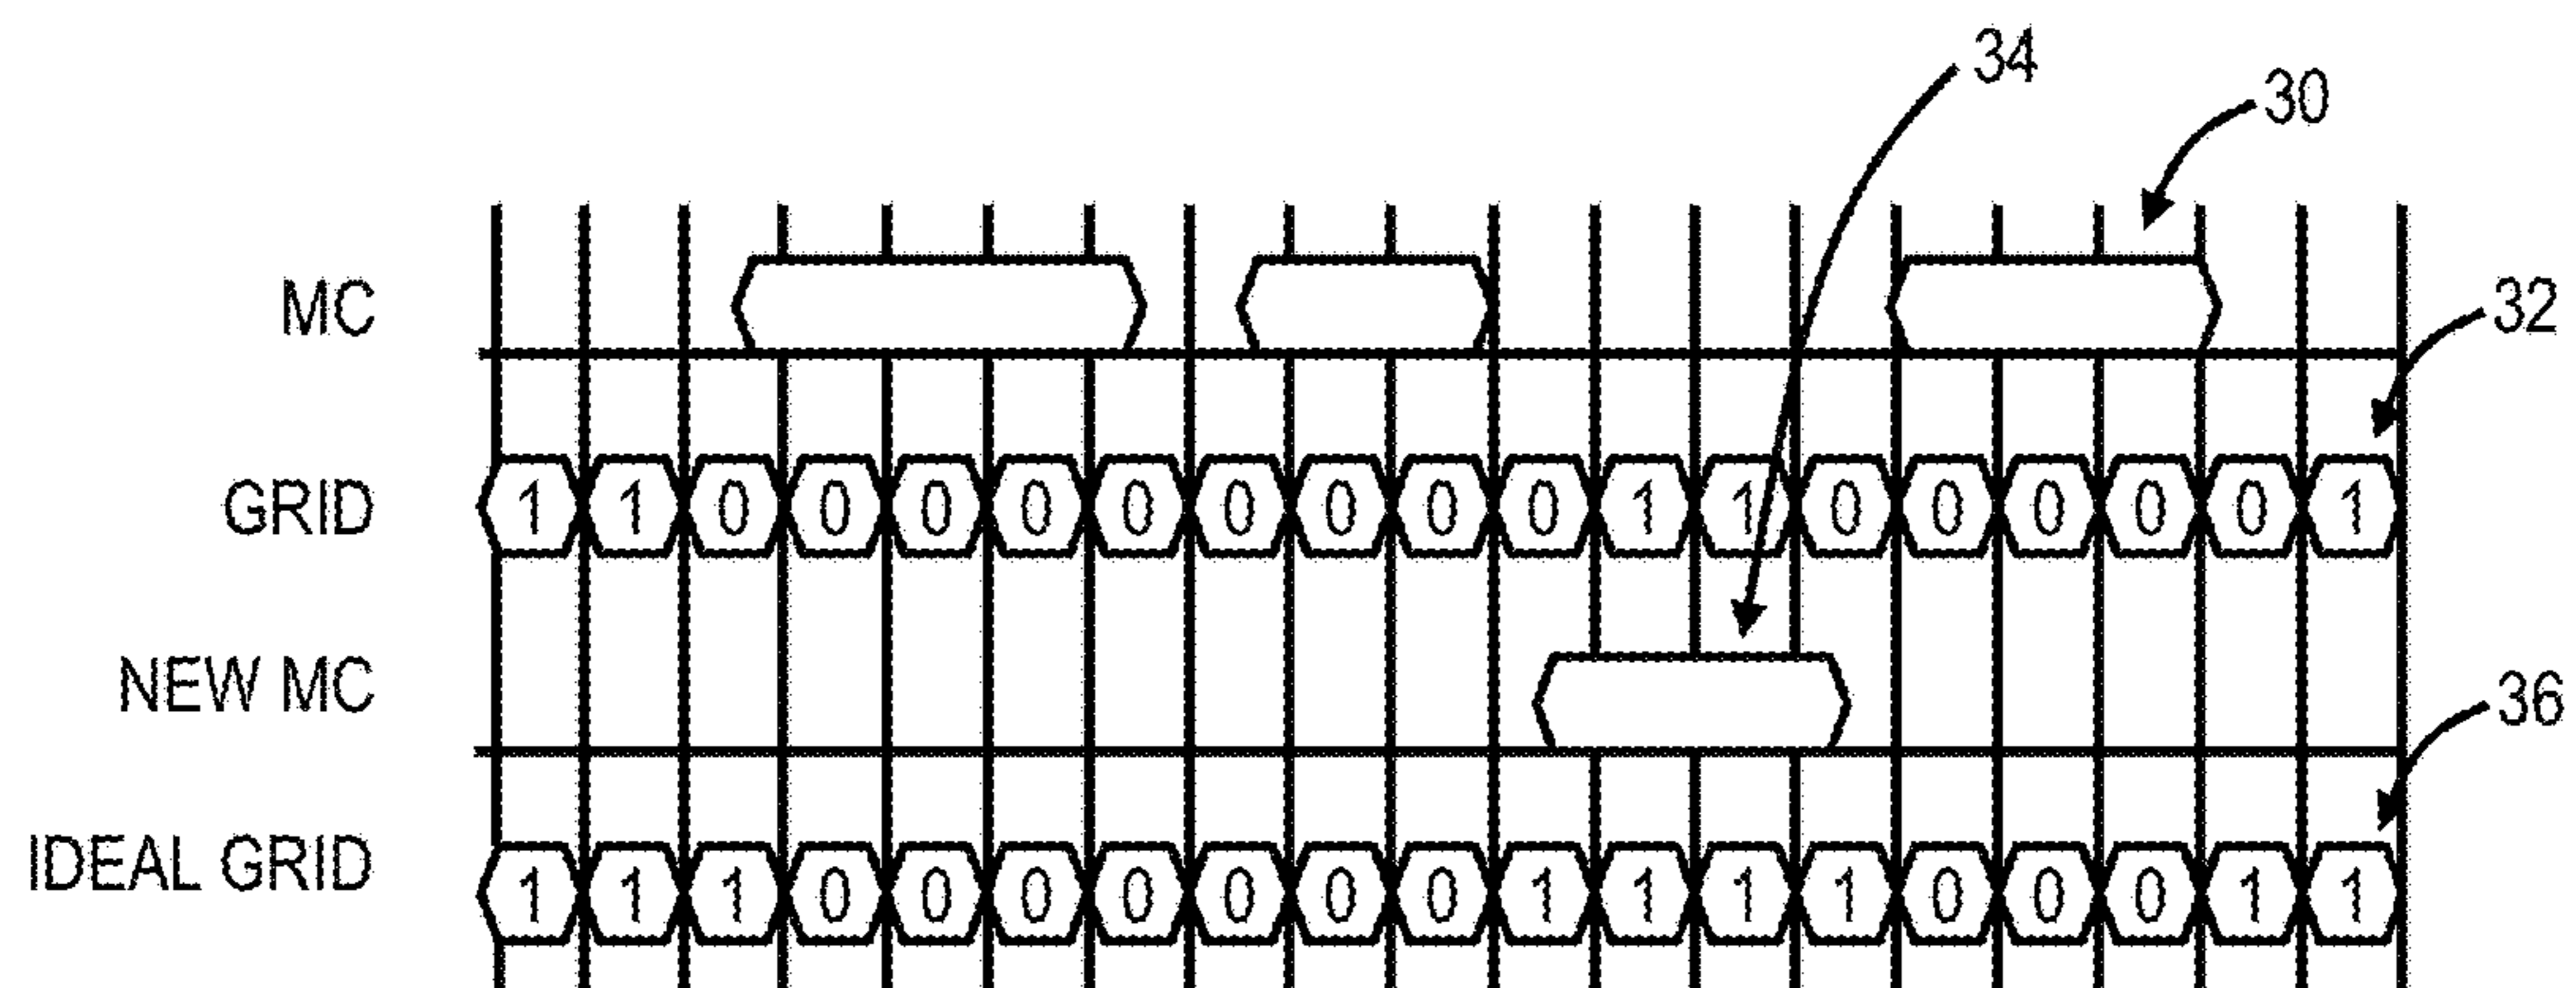 34
30
MC
32
GRID 1 1 0 0 0 0 0 0 0 0 0 1 1 0 0 0 0 0 1
NEW MC
36
IDEAL GRID 1 1 1 0 0 0 0 0 0 0 1 1 1 1 0 0 0 1 1